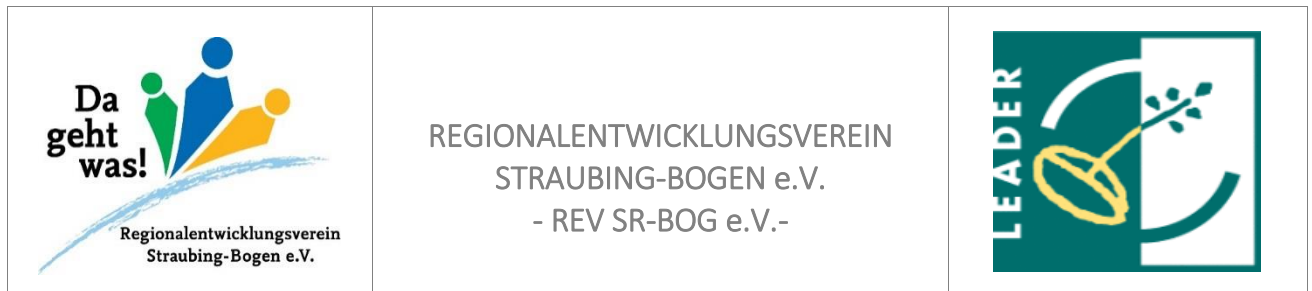 Da
geht
was!
Regionalentwicklungsverein
Straubing-Bogen e.V.
REGIONALENTWICKLUNGSVEREIN
STRAUBING-BOGEN e.V.
- REV SR-BOG e.V.-
LEADER